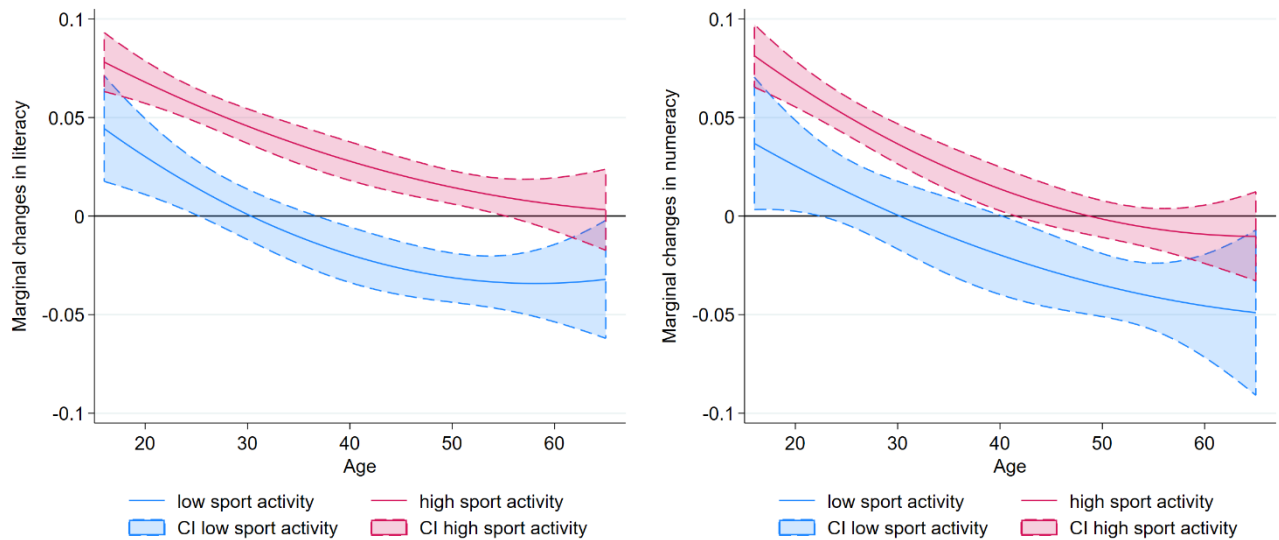 Marginal changes in literacy
0.1
0.05
0
-0.05
-0.1
20 30 40 50 60
Age
low sport activity high sport activity
CI low sport activity CI high sport activity
Marginal changes in numeracy
0.1
0.05
0
-0.05
-0.1
20 30 40 50 60
Age
low sport activity high sport activity
CI low sport activity CI high sport activity